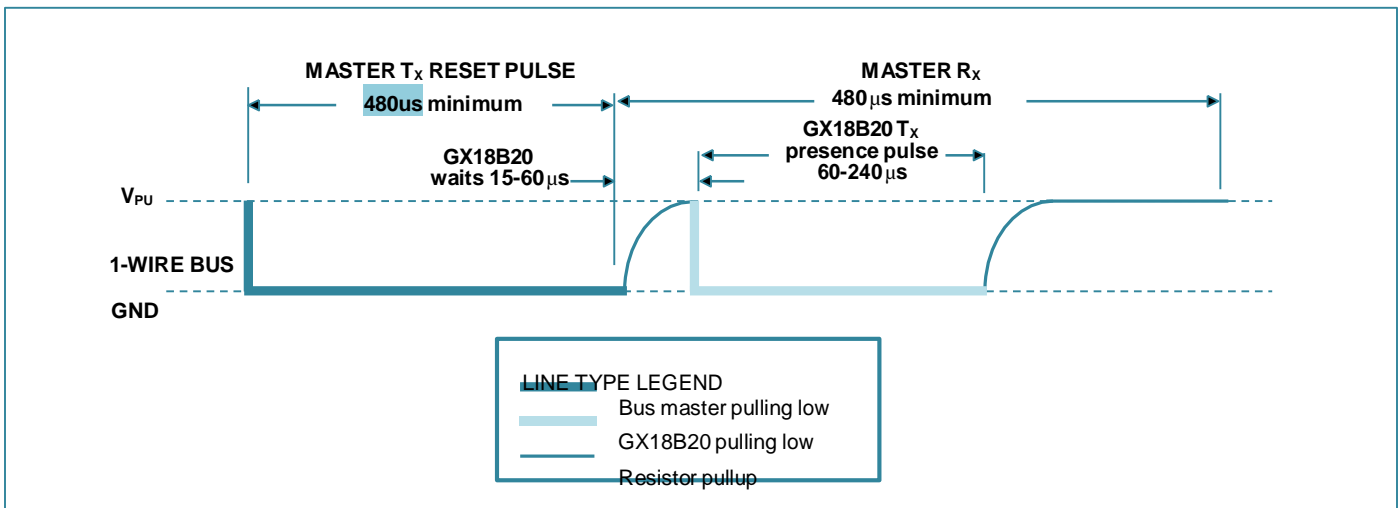 MASTER TX RESET PULSE
480us minimum
MASTER RX
480μs minimum
GX18B20
waits 15-60μs
GX18B20 TX
presence pulse
60-240μs
VPU
1-WIRE BUS
GND
LINE TYPE LEGEND
Bus master pulling low
GX18B20 pulling low
Resistor pullup